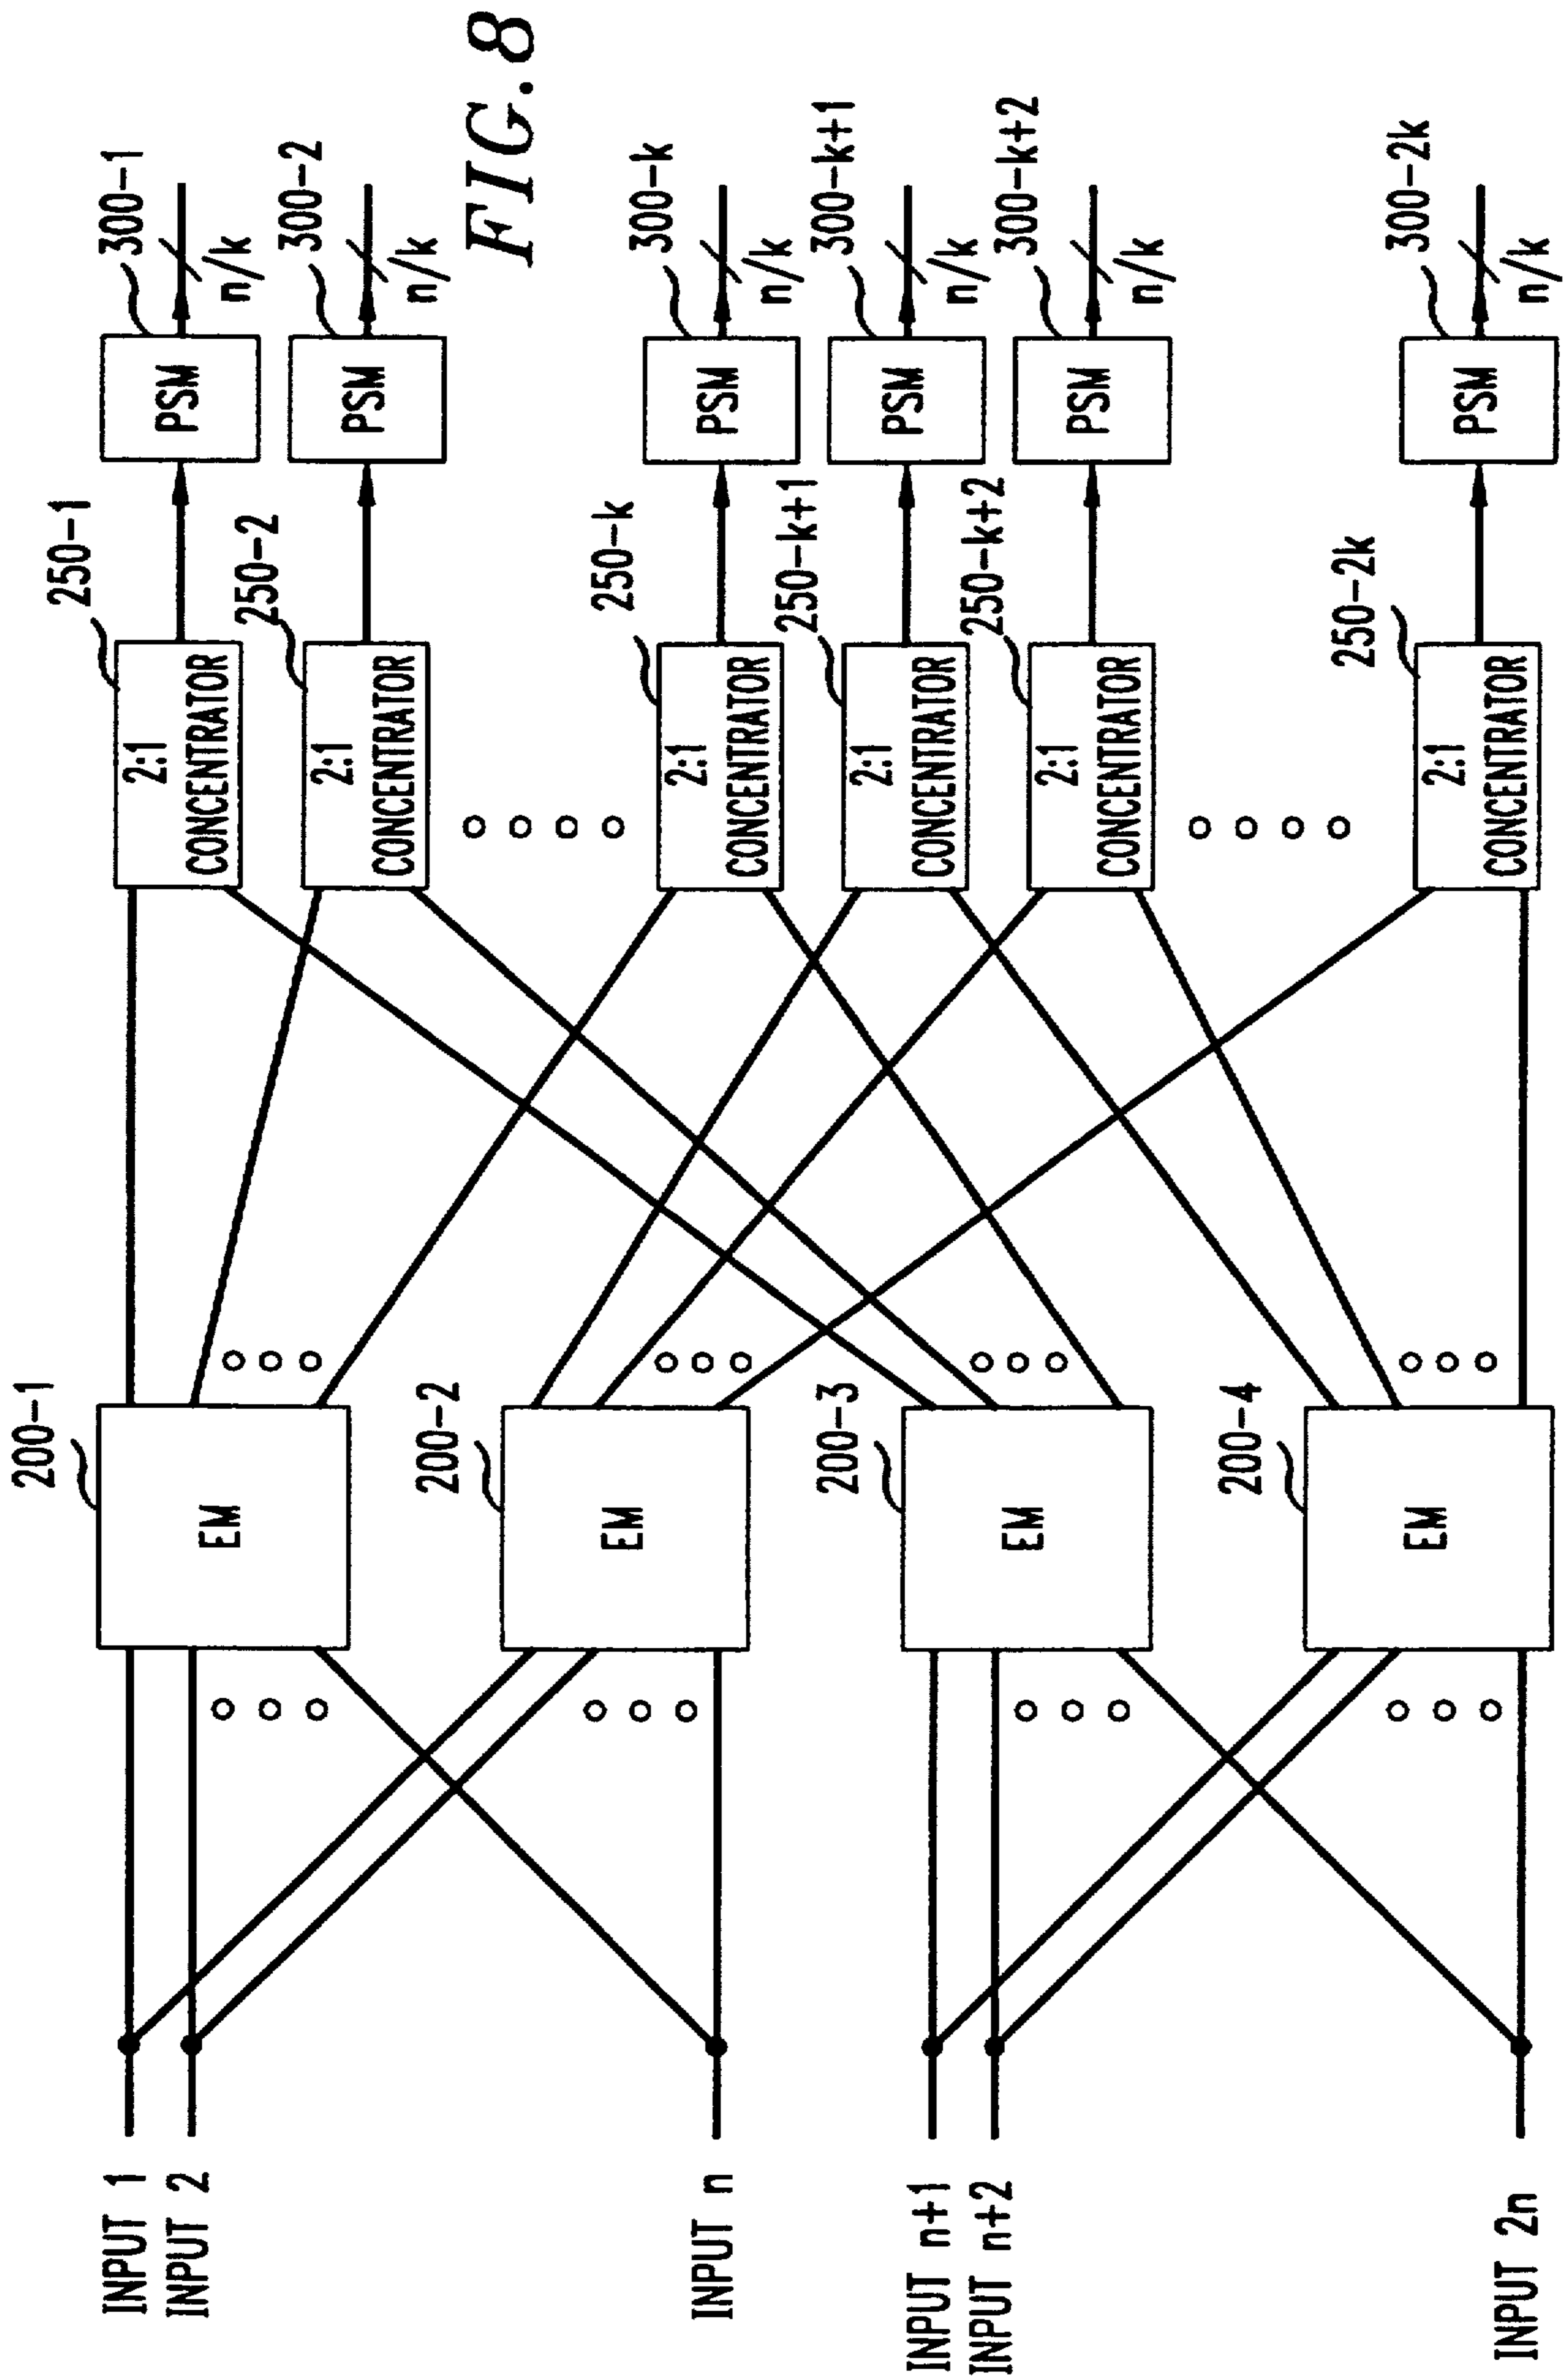 FIG.8
INPUT 1
INPUT 2
INPUT n
INPUT n+1
INPUT n+2
INPUT 2n
200-1
EM
200-2
EM
200-3
EM
200-4
EM
250-1
2:1
CONCENTRATOR
250-2
2:1
CONCENTRATOR
250-k
2:1
CONCENTRATOR
250-k+1
2:1
CONCENTRATOR
250-k+2
2:1
CONCENTRATOR
250-2k
2:1
CONCENTRATOR
300-1
PSM
n/k
300-2
PSM
n/k
300-k
PSM
n/k
300-k+1
PSM
n/k
300-k+2
PSM
n/k
300-2k
PSM
n/k